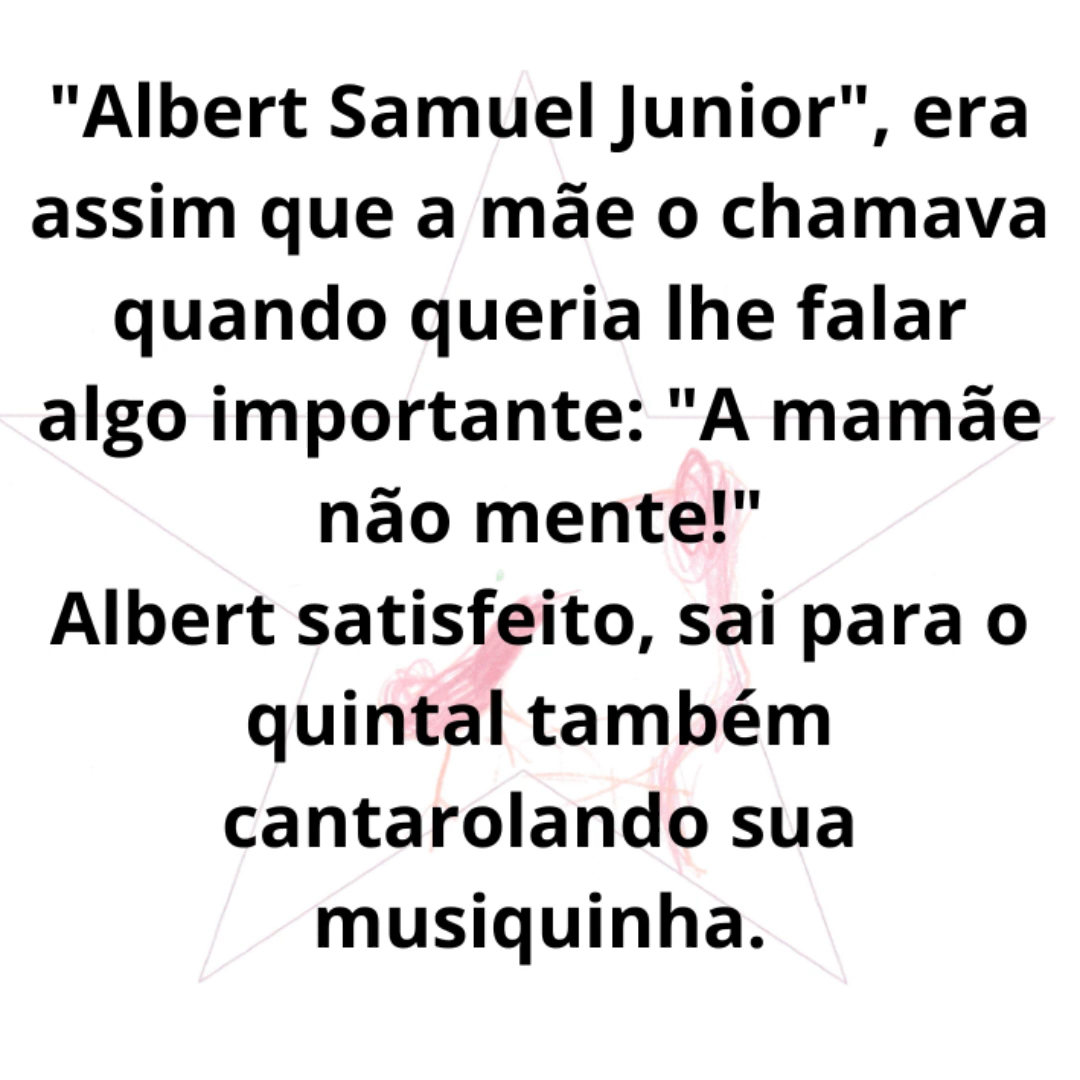 "Albert Samuel Junior", era
assim que a mãe o chamava
quando queria lhe falar
algo importante: "A mamãe
não mente!"
Albert satisfeito, sai para o
quintal também
cantarolando sua
musiquinha.